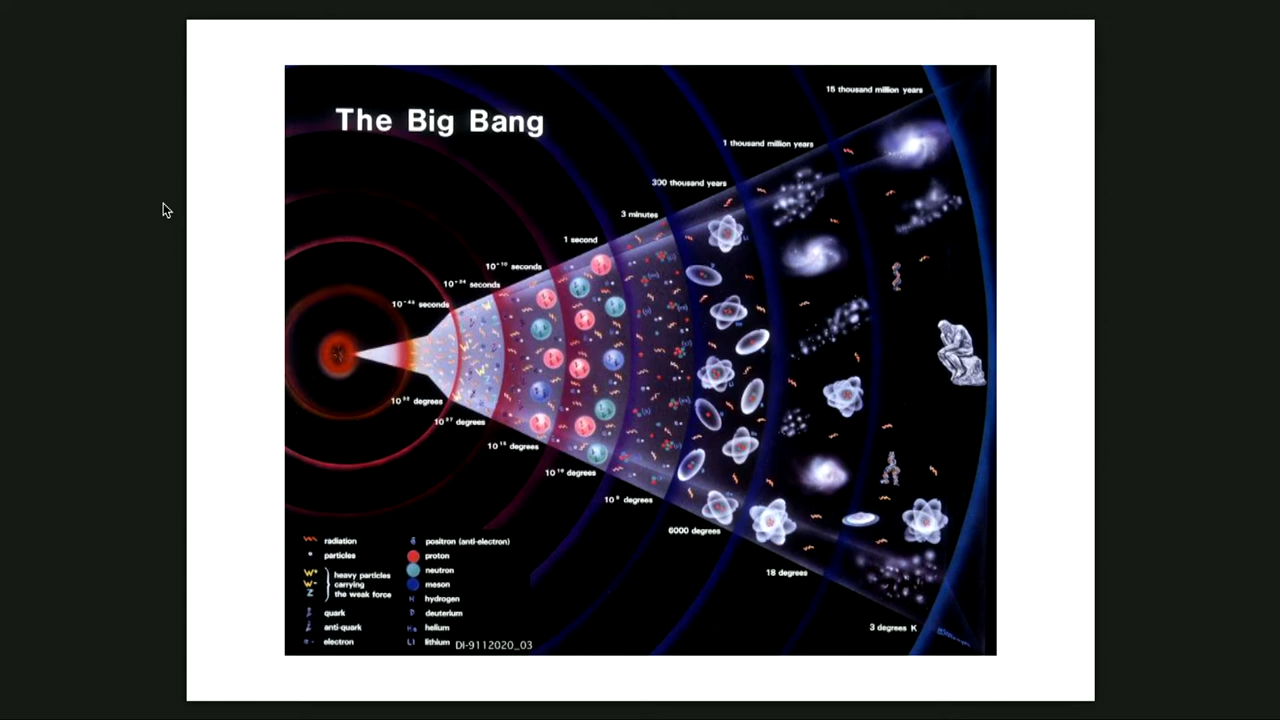 The Big Bang
15 thousand million years
1 thousand million years
300 thousand years
3 minutes
1 second
10⁻¹⁰ seconds
10⁻³⁴ seconds
10⁻⁴³ seconds
10³² degrees
10²⁷ degrees
10¹⁵ degrees
10¹⁰ degrees
10⁹ degrees
6000 degrees
18 degrees
3 degrees K
radiation
particles
W+
W-
Z
heavy particles
carrying
the weak force
quark
anti-quark
electron
positron (anti-electron)
proton
neutron
meson
H hydrogen
D deuterium
He helium
Li lithium
DI-9112020_03